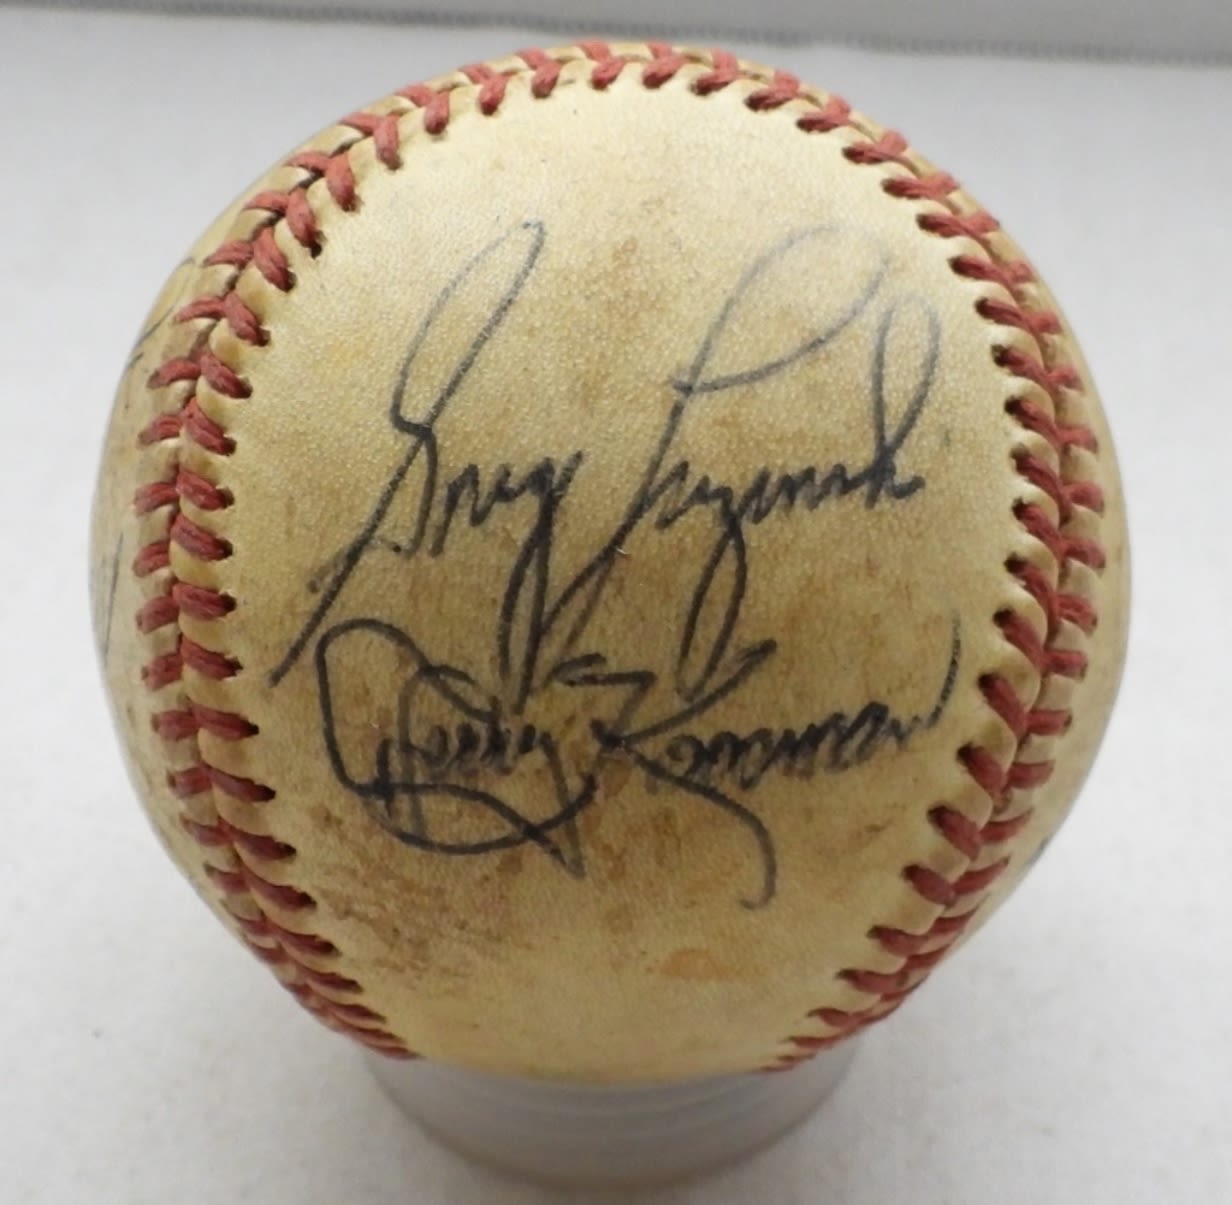 Greg Luzinski
Jerry Koosman